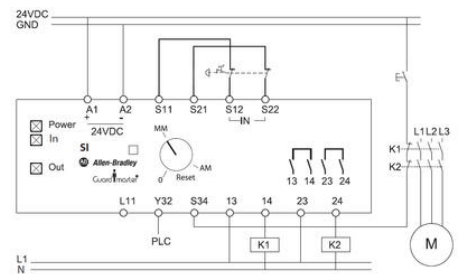 24VDC
GND
A1 A2 S11 S21 S12 S22
+ -
24VDC
IN
Power
In
Out
SI
AB Allen-Bradley
Guardmaster
MM
AM
0 Reset
13 14 23 24
L11 Y32 S34 13 14 23 24
PLC
K1 K2
L1
N
L1 L2 L3
K1
K2
M